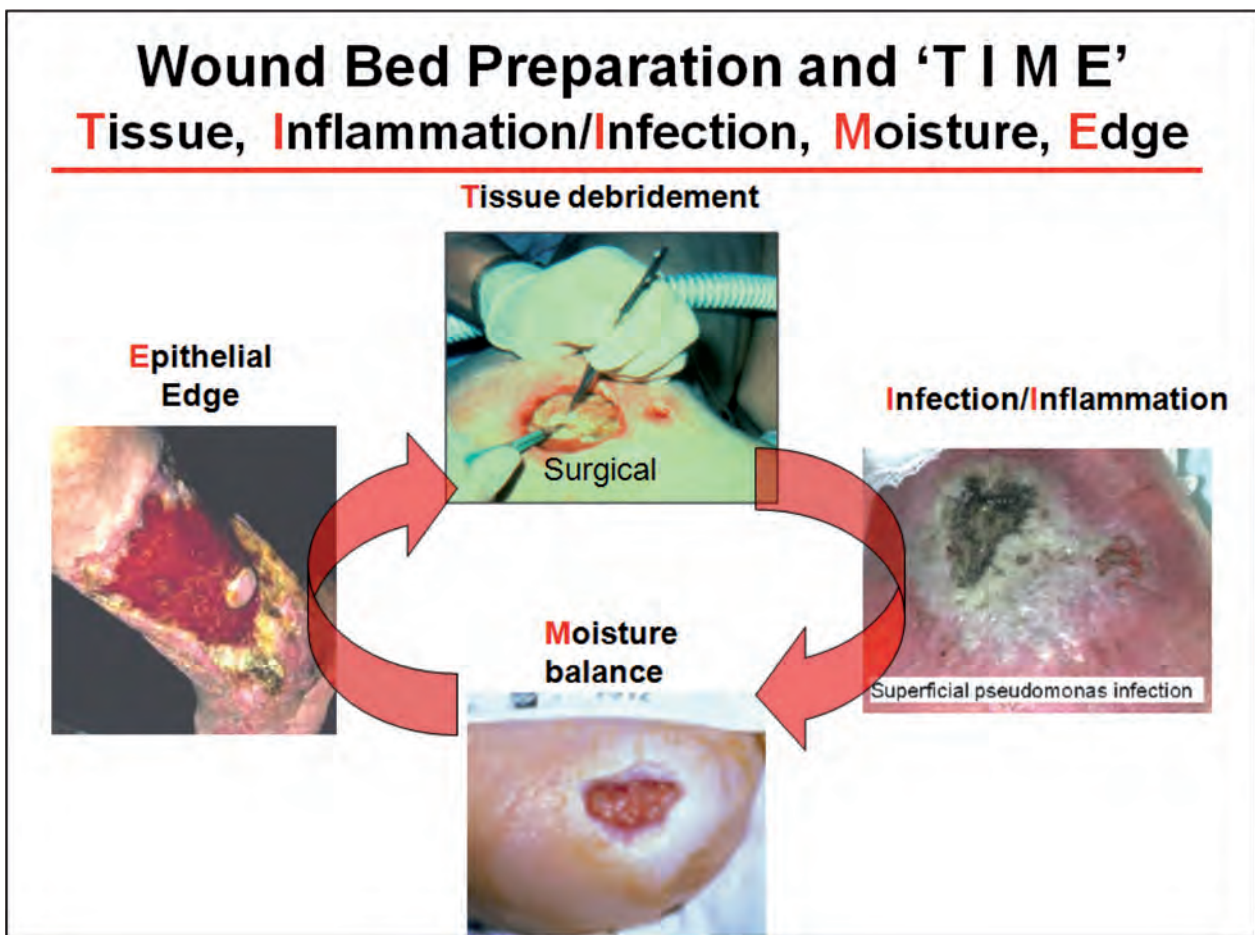 Wound Bed Preparation and ‘T I M E’
Tissue, Inflammation/Infection, Moisture, Edge
Tissue debridement
Surgical
Epithelial
Edge
Infection/Inflammation
Superficial pseudomonas infection
Moisture
balance